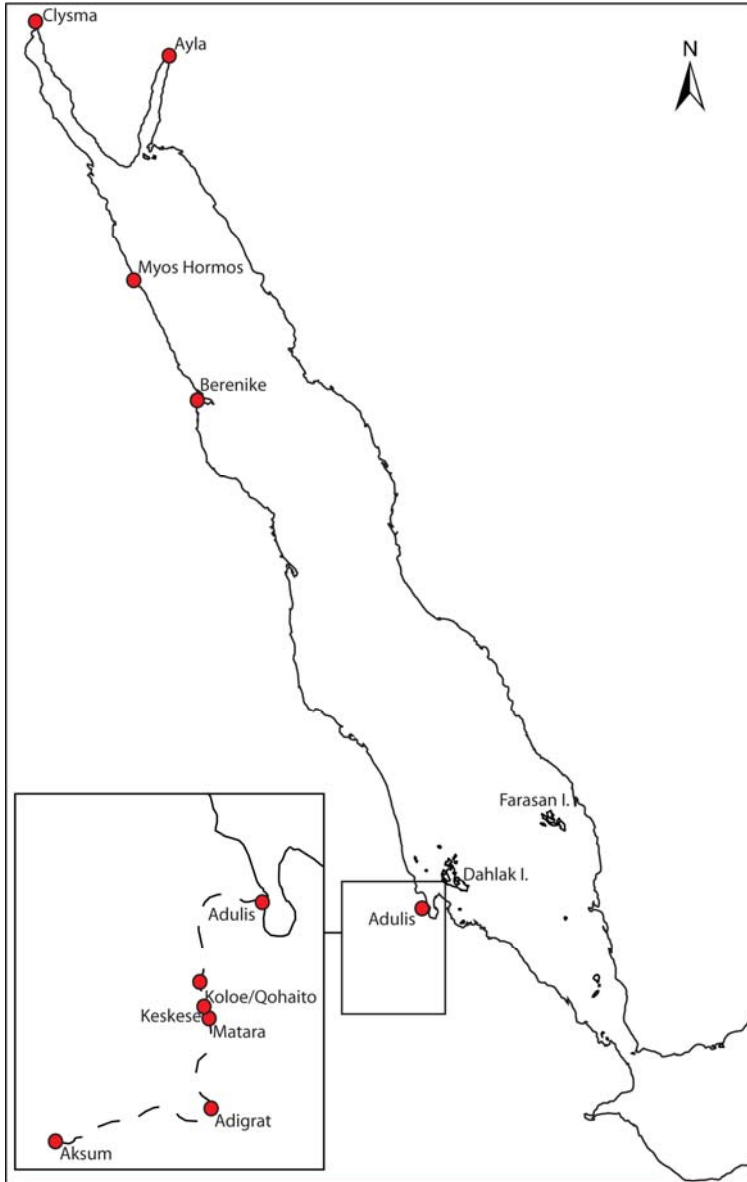 Clysma
Ayla
N
Myos Hormos
Berenike
Farasan I.
Dahlak I.
Adulis
Adulis
Koloe/Qohaito
Keskese
Matara
Adigrat
Aksum